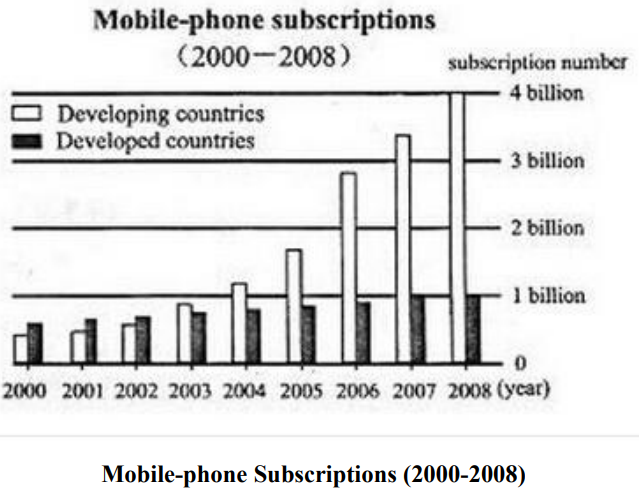 Mobile-phone subscriptions
(2000—2008)
subscription number
4 billion
Developing countries
Developed countries
3 billion
2 billion
1 billion
0
2000 2001 2002 2003 2004 2005 2006 2007 2008 (year)
Mobile-phone Subscriptions (2000-2008)